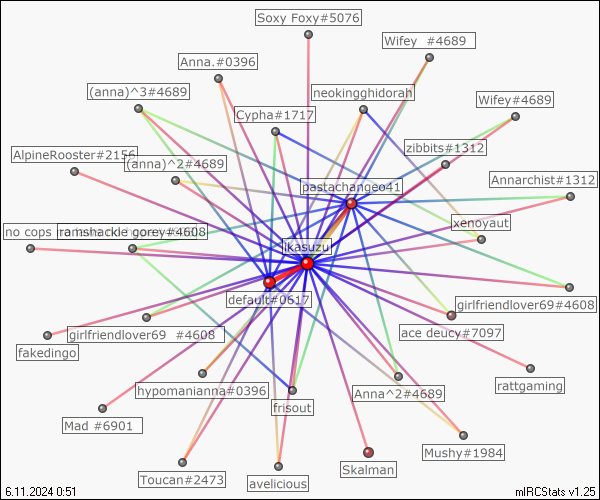 Soxy Foxy#5076
Wifey  #4689
Anna.#0396
(anna)^3#4689
neokingghidorah
Wifey#4689
Cypha#1717
zibbits#1312
AlpineRooster#2156
(anna)^2#4689
pastachangeo41
Annarchist#1312
no cops
#4608
xenoyaut
ikasuzu
default#0617
girlfriendlover69#4608
girlfriendlover69  #4608
ace deucy#7097
fakedingo
rattgaming
hypomanianna#0396
Anna^2#4689
frisout
Mad #6901
Mushy#1984
Skalman
Toucan#2473
avelicious
6.11.2024 0:51
mIRCStats v1.25